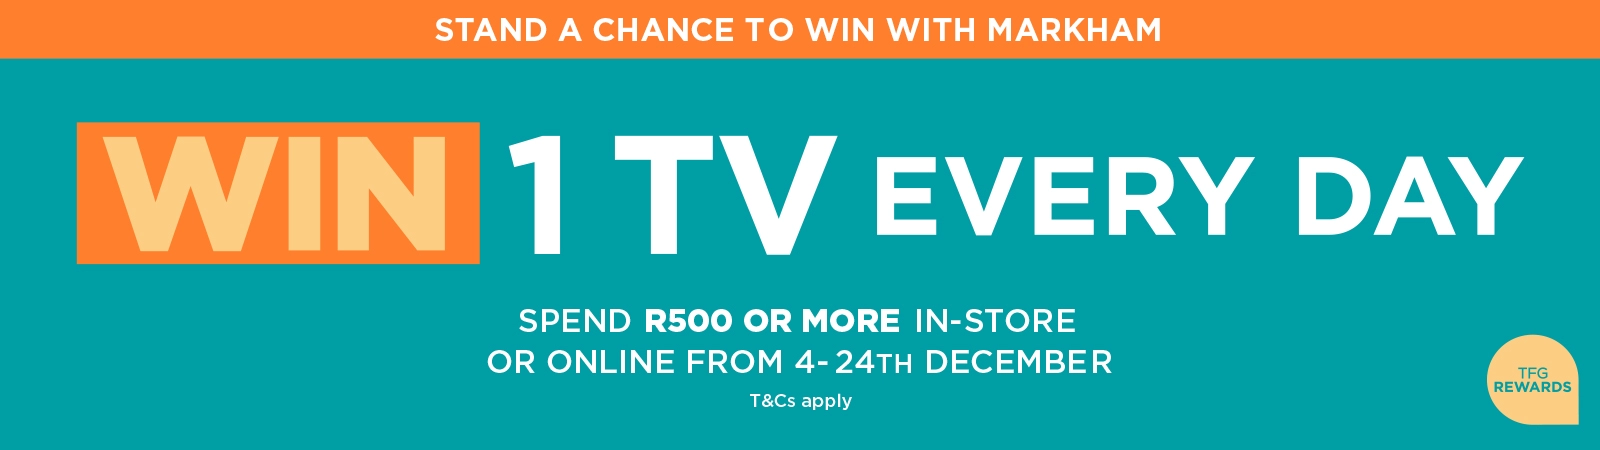 STAND A CHANCE TO WIN WITH MARKHAM
WIN 1 TV EVERY DAY
SPEND R500 OR MORE IN-STORE
OR ONLINE FROM 4-24TH DECEMBER
T&Cs apply
TFG
REWARDS